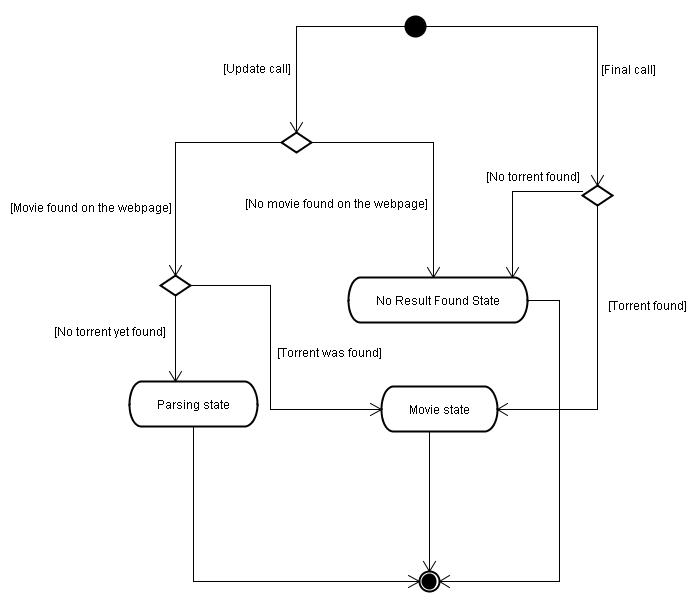 [Update call]
[Final call]
[No torrent found]
[Movie found on the webpage]
[No movie found on the webpage]
No Result Found State
[Torrent found]
[No torrent yet found]
[Torrent was found]
Parsing state
Movie state